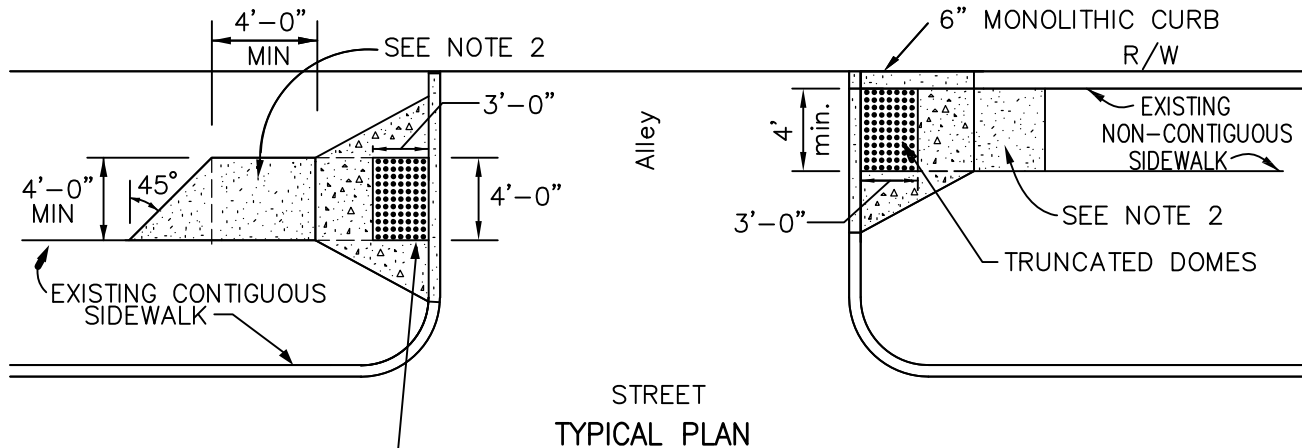 4'-0"
MIN
SEE NOTE 2
6" MONOLITHIC CURB
R/W
3'-0"
4'
min.
Alley
EXISTING
NON-CONTIGUOUS
SIDEWALK
4'-0"
MIN
45°
4'-0"
3'-0"
SEE NOTE 2
TRUNCATED DOMES
EXISTING CONTIGUOUS
SIDEWALK
STREET
TYPICAL PLAN